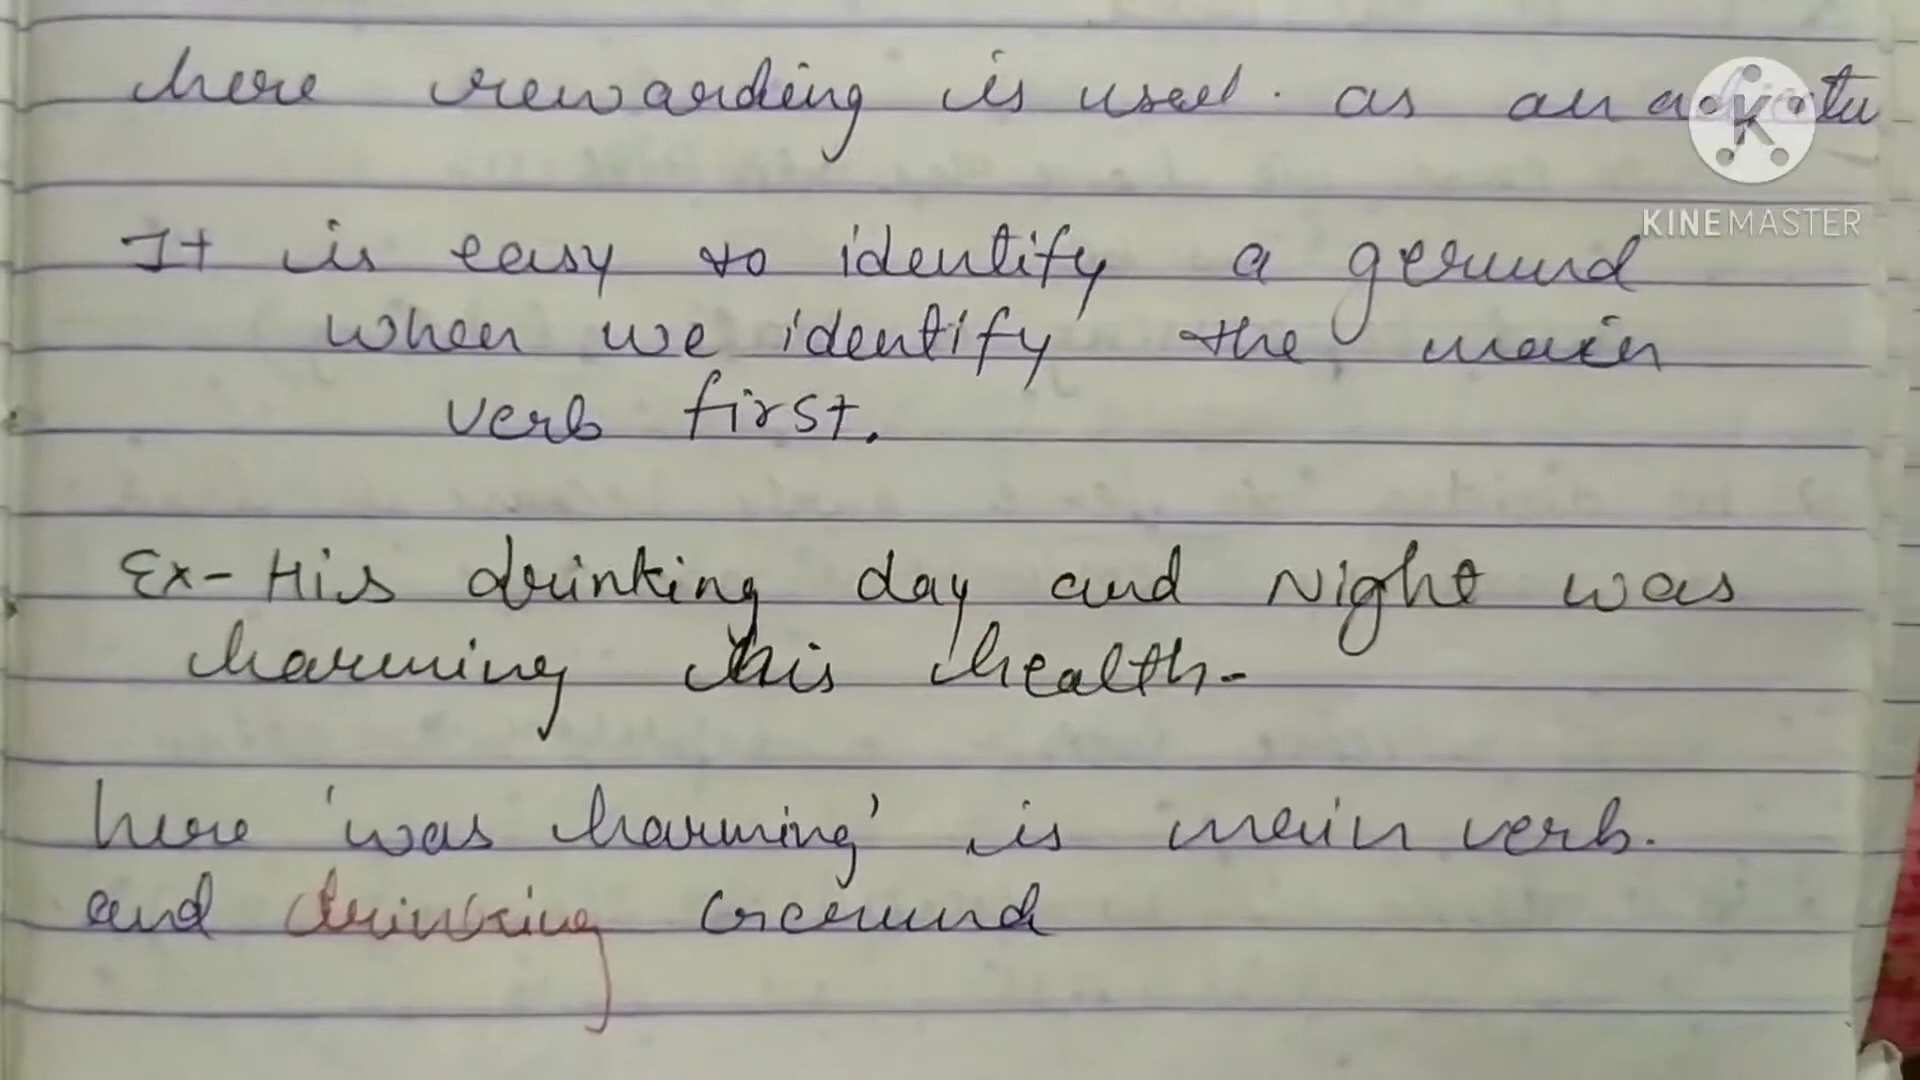 here rewarding is used. as an
KINEMASTER
It is easy to identify a gerund
when we identify the main
verb first.
Ex- His drinking day and Night was
harming his health-
here 'was harming' is main verb.
and drinking Gerund